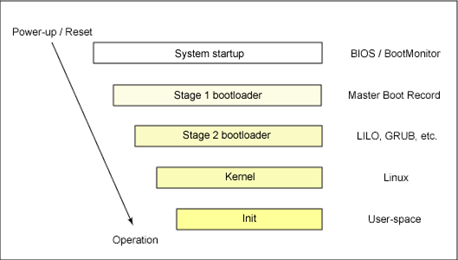 Power-up / Reset
System startup
BIOS / BootMonitor
Stage 1 bootloader
Master Boot Record
Stage 2 bootloader
LILO, GRUB, etc.
Kernel
Linux
Init
User-space
Operation